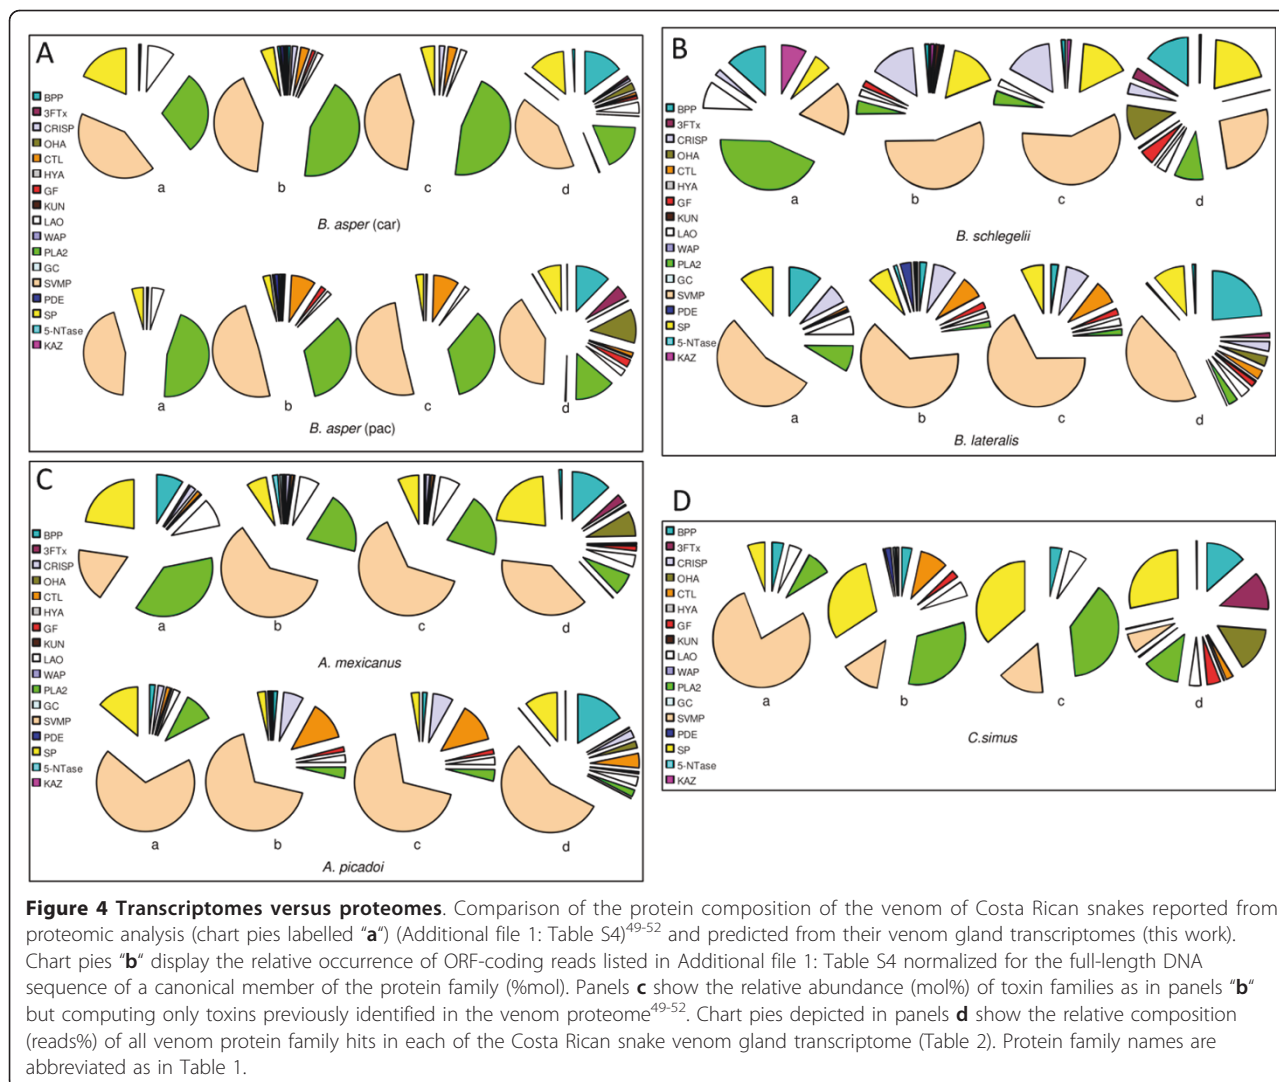 A
BPP
3FTx
CRISP
OHA
CTL
HYA
GF
KUN
LAO
WAP
PLA2
GC
SVMP
PDE
SP
5-NTase
KAZ
a
b
c
d
B. asper (car)
a
b
c
d
B. asper (pac)
B
BPP
3FTx
CRISP
OHA
CTL
HYA
GF
KUN
LAO
WAP
PLA2
GC
SVMP
PDE
SP
5-NTase
KAZ
a
b
c
d
B. schlegelii
a
b
c
d
B. lateralis
C
BPP
3FTx
CRISP
OHA
CTL
HYA
GF
KUN
LAO
WAP
PLA2
GC
SVMP
PDE
SP
5-NTase
KAZ
a
b
c
d
A. mexicanus
a
b
c
d
A. picadoi
D
BPP
3FTx
CRISP
OHA
CTL
HYA
GF
KUN
LAO
WAP
PLA2
GC
SVMP
PDE
SP
5-NTase
KAZ
a
b
c
d
C.simus
Figure 4 Transcriptomes versus proteomes. Comparison of the protein composition of the venom of Costa Rican snakes reported from
proteomic analysis (chart pies labelled "a") (Additional file 1: Table S4)49-52 and predicted from their venom gland transcriptomes (this work).
Chart pies "b" display the relative occurrence of ORF-coding reads listed in Additional file 1: Table S4 normalized for the full-length DNA
sequence of a canonical member of the protein family (%mol). Panels c show the relative abundance (mol%) of toxin families as in panels "b"
but computing only toxins previously identified in the venom proteome49-52. Chart pies depicted in panels d show the relative composition
(reads%) of all venom protein family hits in each of the Costa Rican snake venom gland transcriptome (Table 2). Protein family names are
abbreviated as in Table 1.